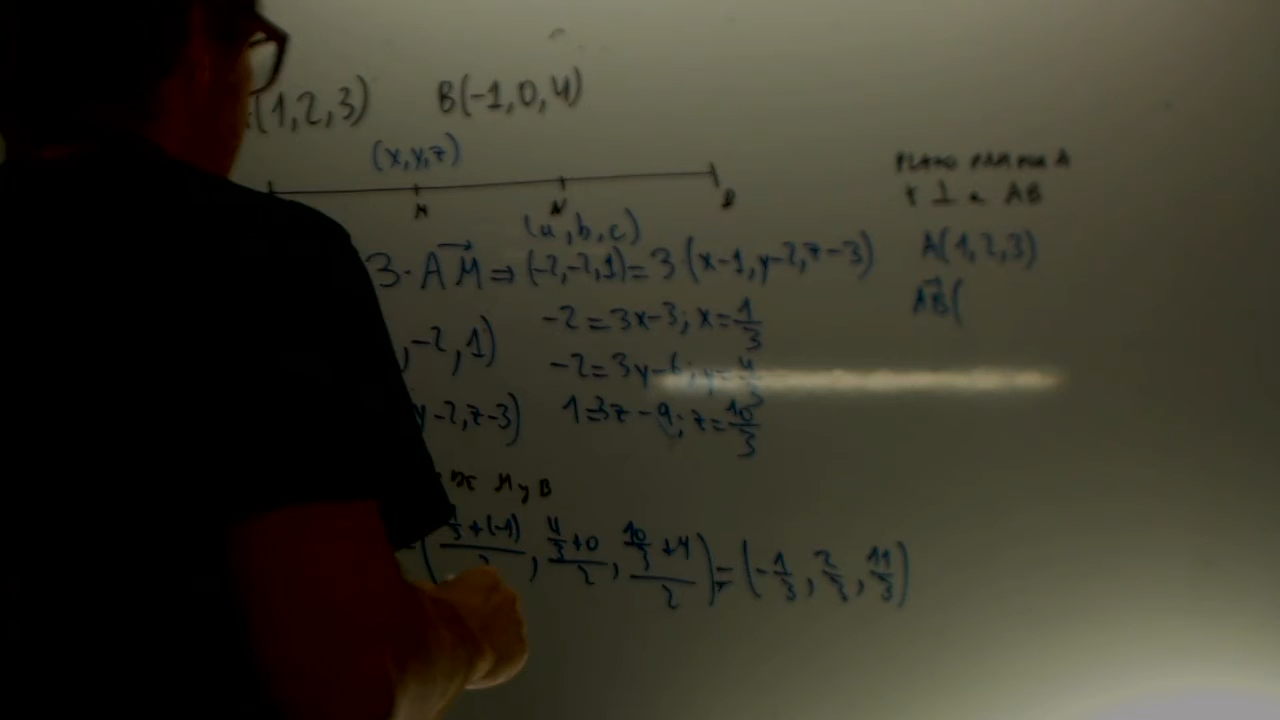 (1,2,3) B(-1,0,4)
(x,y,z)
M N B
(a,b,c)
3·AM⃗ ⇒ (-2,-2,1)=3(x-1,y-2,z-3)
-2=3x-3; x=1/3
,-2,1)
-2=3y-6; y=4/3
y-2,z-3) 1=3z-9; z=10/3
DE M y B
(1/3+(-1)/2, 4/3+0/2, 10/3+4/2)=(-1/3, 2/3, 11/3)
PLANO POR A
Y ⊥ a AB
A(1,2,3)
AB⃗(